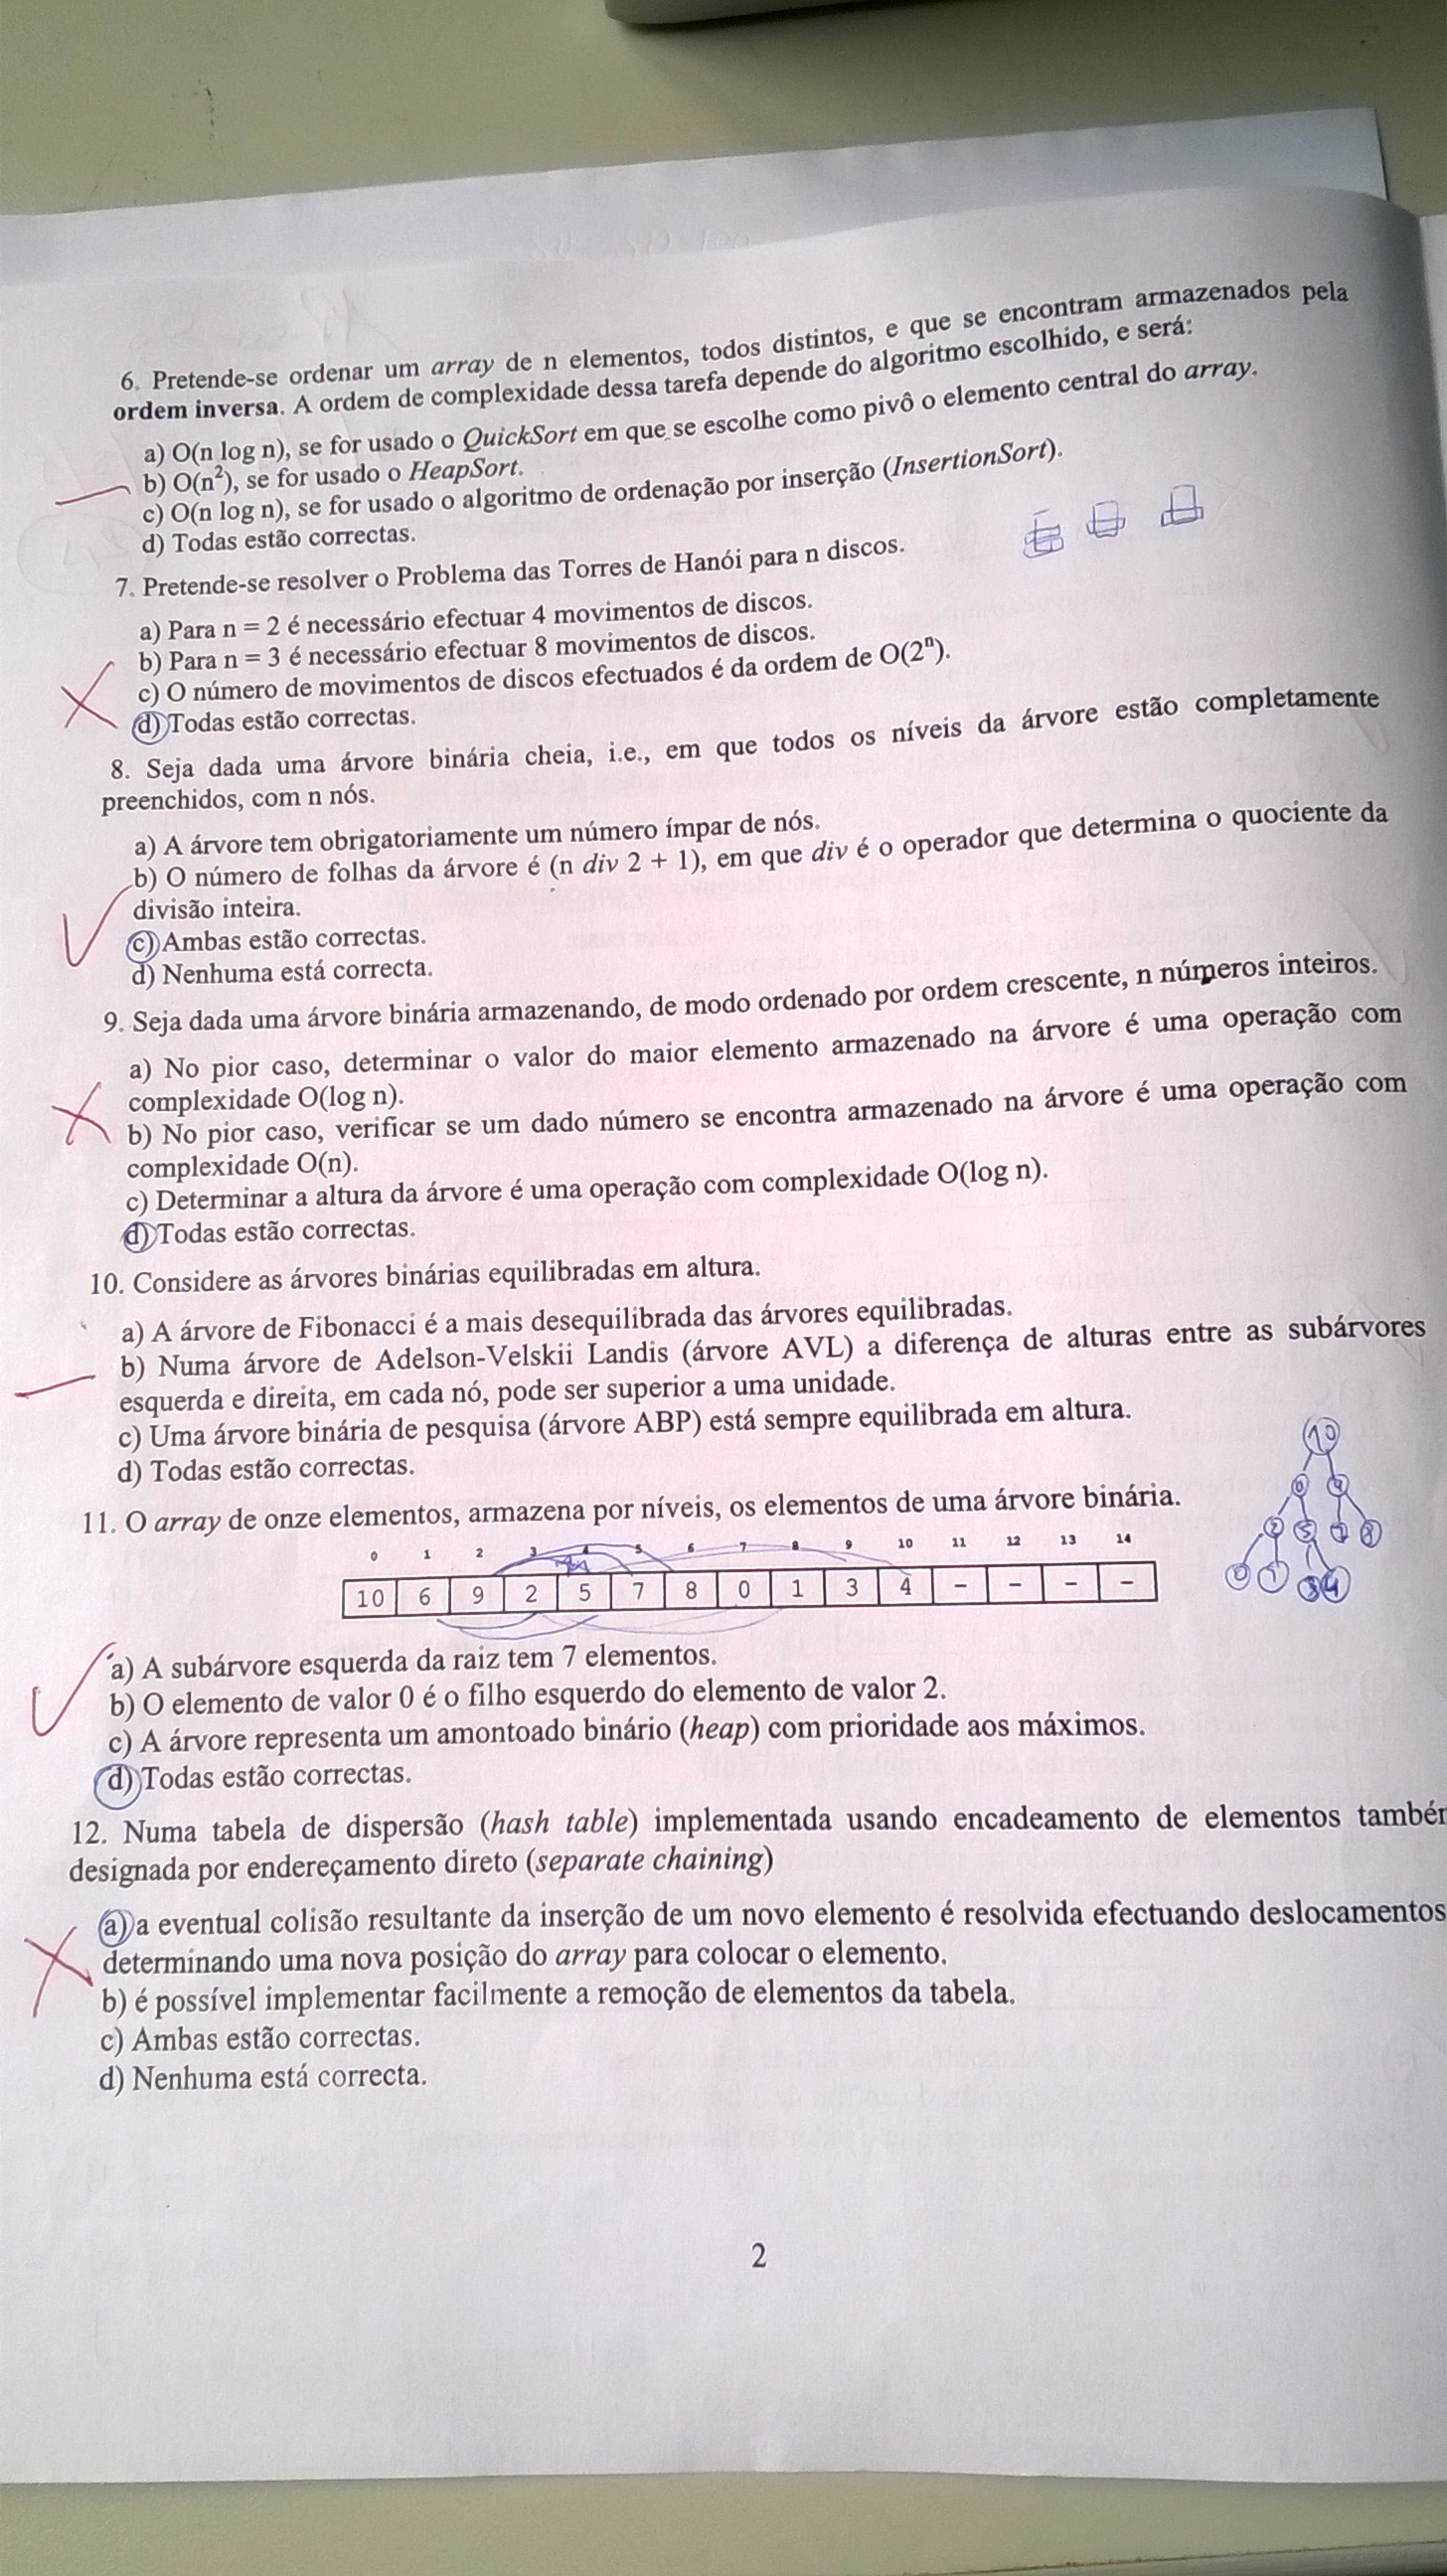 6. Pretende-se ordenar um array de n elementos, todos distintos, e que se encontram armazenados pela
ordem inversa. A ordem de complexidade dessa tarefa depende do algoritmo escolhido, e será:
a) O(n log n), se for usado o QuickSort em que se escolhe como pivô o elemento central do array.
b) O(n²), se for usado o HeapSort.
c) O(n log n), se for usado o algoritmo de ordenação por inserção (InsertionSort).
d) Todas estão correctas.
7. Pretende-se resolver o Problema das Torres de Hanói para n discos.
a) Para n = 2 é necessário efectuar 4 movimentos de discos.
b) Para n = 3 é necessário efectuar 8 movimentos de discos.
c) O número de movimentos de discos efectuados é da ordem de O(2ⁿ).
d) Todas estão correctas.
8. Seja dada uma árvore binária cheia, i.e., em que todos os níveis da árvore estão completamente
preenchidos, com n nós.
a) A árvore tem obrigatoriamente um número ímpar de nós.
b) O número de folhas da árvore é (n div 2 + 1), em que div é o operador que determina o quociente da
divisão inteira.
c) Ambas estão correctas.
d) Nenhuma está correcta.
9. Seja dada uma árvore binária armazenando, de modo ordenado por ordem crescente, n números inteiros.
a) No pior caso, determinar o valor do maior elemento armazenado na árvore é uma operação com
complexidade O(log n).
b) No pior caso, verificar se um dado número se encontra armazenado na árvore é uma operação com
complexidade O(n).
c) Determinar a altura da árvore é uma operação com complexidade O(log n).
d) Todas estão correctas.
10. Considere as árvores binárias equilibradas em altura.
a) A árvore de Fibonacci é a mais desequilibrada das árvores equilibradas.
b) Numa árvore de Adelson-Velskii Landis (árvore AVL) a diferença de alturas entre as subárvores
esquerda e direita, em cada nó, pode ser superior a uma unidade.
c) Uma árvore binária de pesquisa (árvore ABP) está sempre equilibrada em altura.
d) Todas estão correctas.
10
11. O array de onze elementos, armazena por níveis, os elementos de uma árvore binária.
0 1 2 3 4 5 6 7 8 9 10 11 12 13 14
10 6 9 2 5 7 8 0 1 3 4 – – – –
6 9
2 5 7 8
0 1 3 4
a) A subárvore esquerda da raiz tem 7 elementos.
b) O elemento de valor 0 é o filho esquerdo do elemento de valor 2.
c) A árvore representa um amontoado binário (heap) com prioridade aos máximos.
d) Todas estão correctas.
12. Numa tabela de dispersão (hash table) implementada usando encadeamento de elementos també
designada por endereçamento direto (separate chaining)
a) a eventual colisão resultante da inserção de um novo elemento é resolvida efectuando deslocamentos
determinando uma nova posição do array para colocar o elemento.
b) é possível implementar facilmente a remoção de elementos da tabela.
c) Ambas estão correctas.
d) Nenhuma está correcta.
2